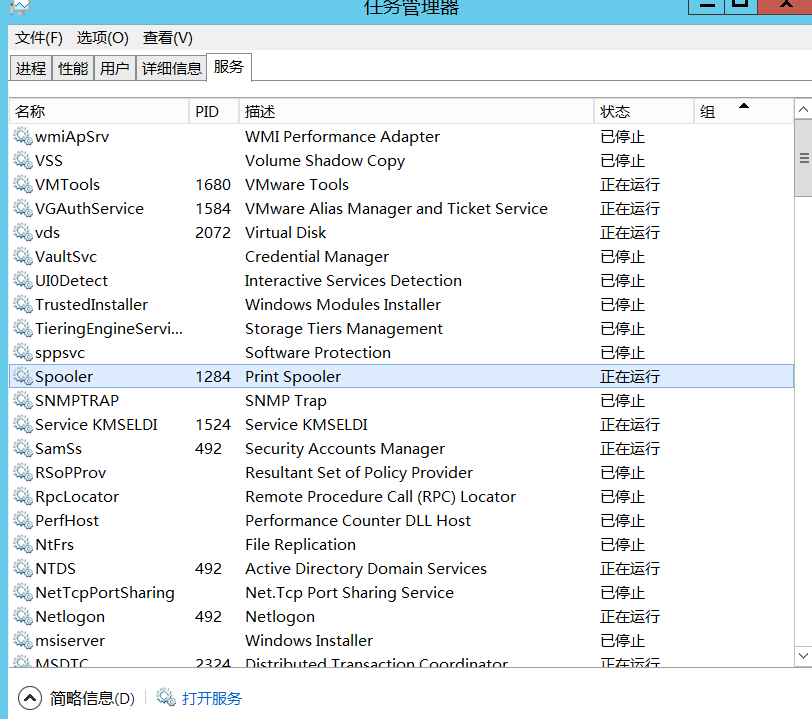 任务管理器
文件(F) 选项(O) 查看(V)
进程 性能 用户 详细信息 服务
名称 PID 描述 状态 组
wmiApSrv WMI Performance Adapter 已停止
VSS Volume Shadow Copy 已停止
VMTools 1680 VMware Tools 正在运行
VGAuthService 1584 VMware Alias Manager and Ticket Service 正在运行
vds 2072 Virtual Disk 正在运行
VaultSvc Credential Manager 已停止
UI0Detect Interactive Services Detection 已停止
TrustedInstaller Windows Modules Installer 已停止
TieringEngineServi... Storage Tiers Management 已停止
sppsvc Software Protection 已停止
Spooler 1284 Print Spooler 正在运行
SNMPTRAP SNMP Trap 已停止
Service KMSELDI 1524 Service KMSELDI 正在运行
SamSs 492 Security Accounts Manager 正在运行
RSoPProv Resultant Set of Policy Provider 已停止
RpcLocator Remote Procedure Call (RPC) Locator 已停止
PerfHost Performance Counter DLL Host 已停止
NtFrs File Replication 已停止
NTDS 492 Active Directory Domain Services 正在运行
NetTcpPortSharing Net.Tcp Port Sharing Service 已停止
Netlogon 492 Netlogon 正在运行
msiserver Windows Installer 已停止
MSDTC 2324 Distributed Transaction Coordinator 正在运行
简略信息(D) 打开服务